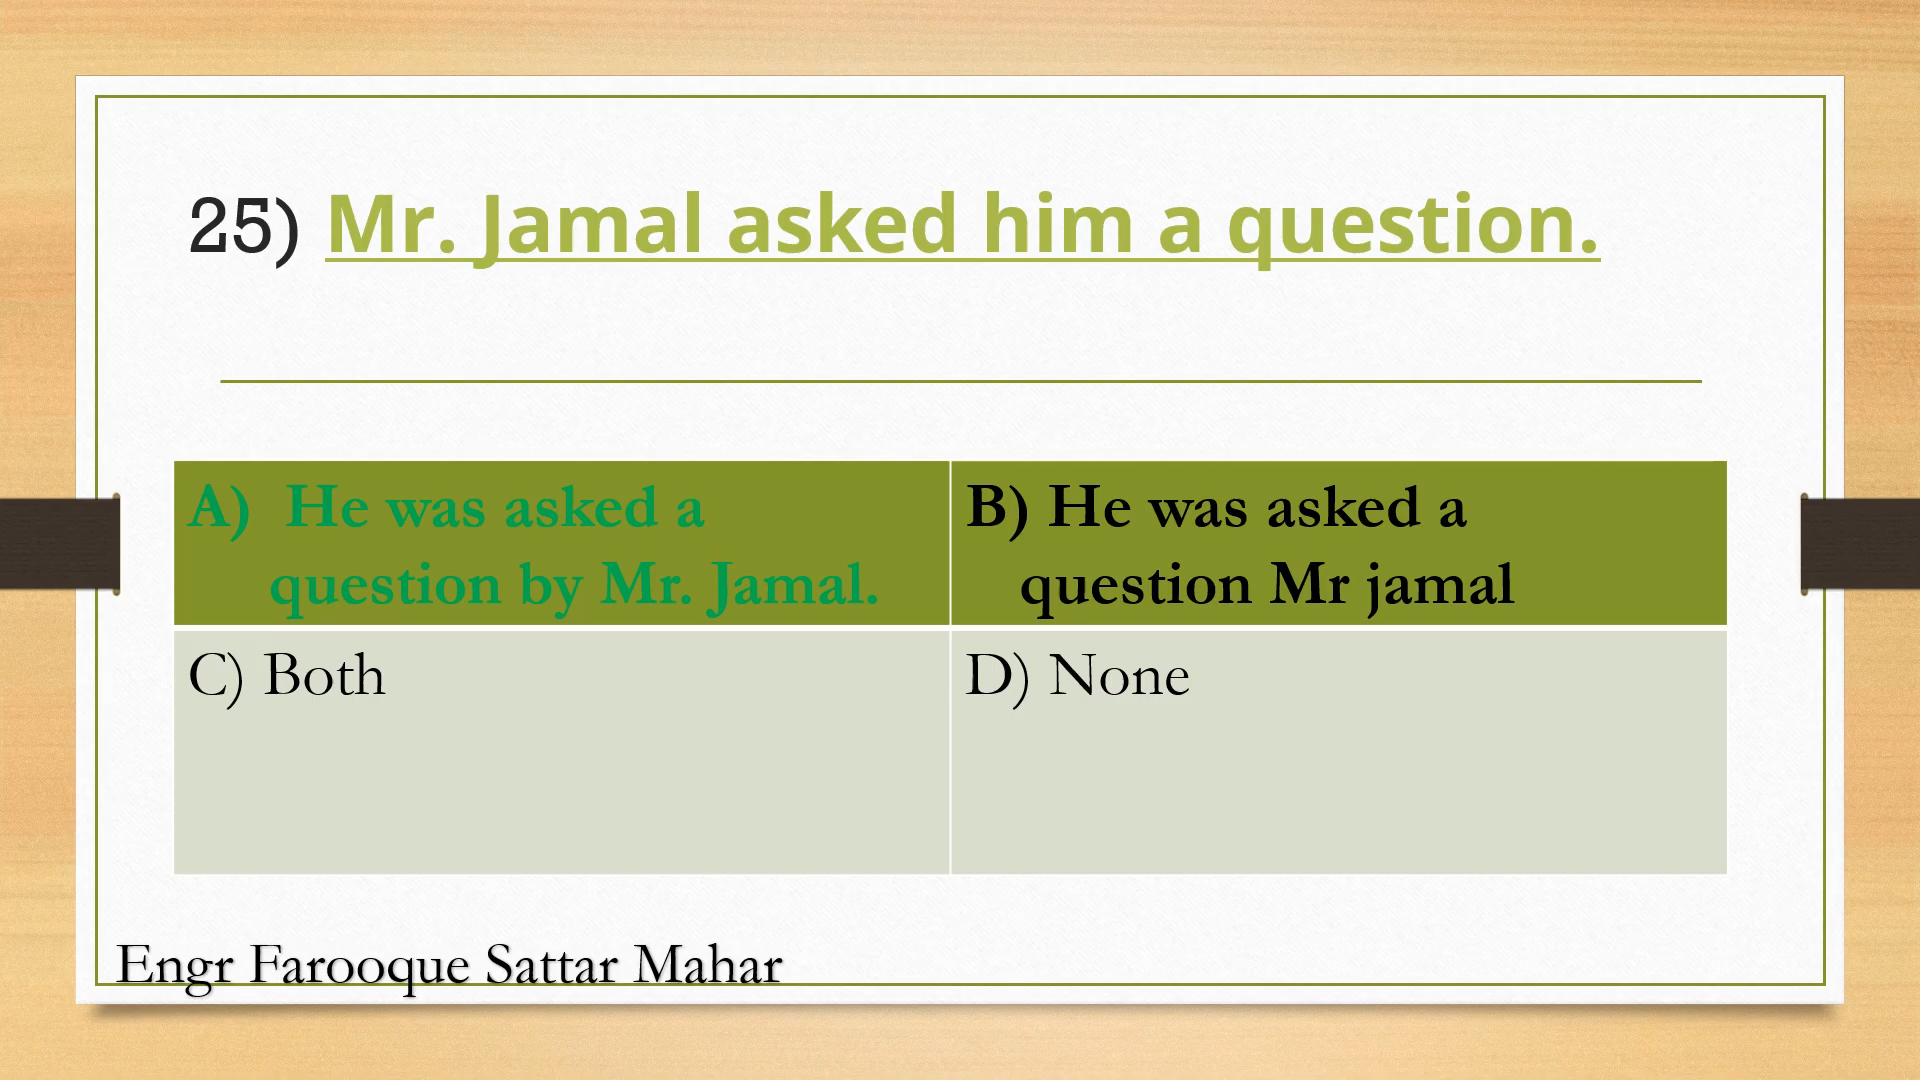 25) Mr. Jamal asked him a question.
A) He was asked a
question by Mr. Jamal.
B) He was asked a
question Mr jamal
C) Both
D) None
Engr Farooque Sattar Mahar